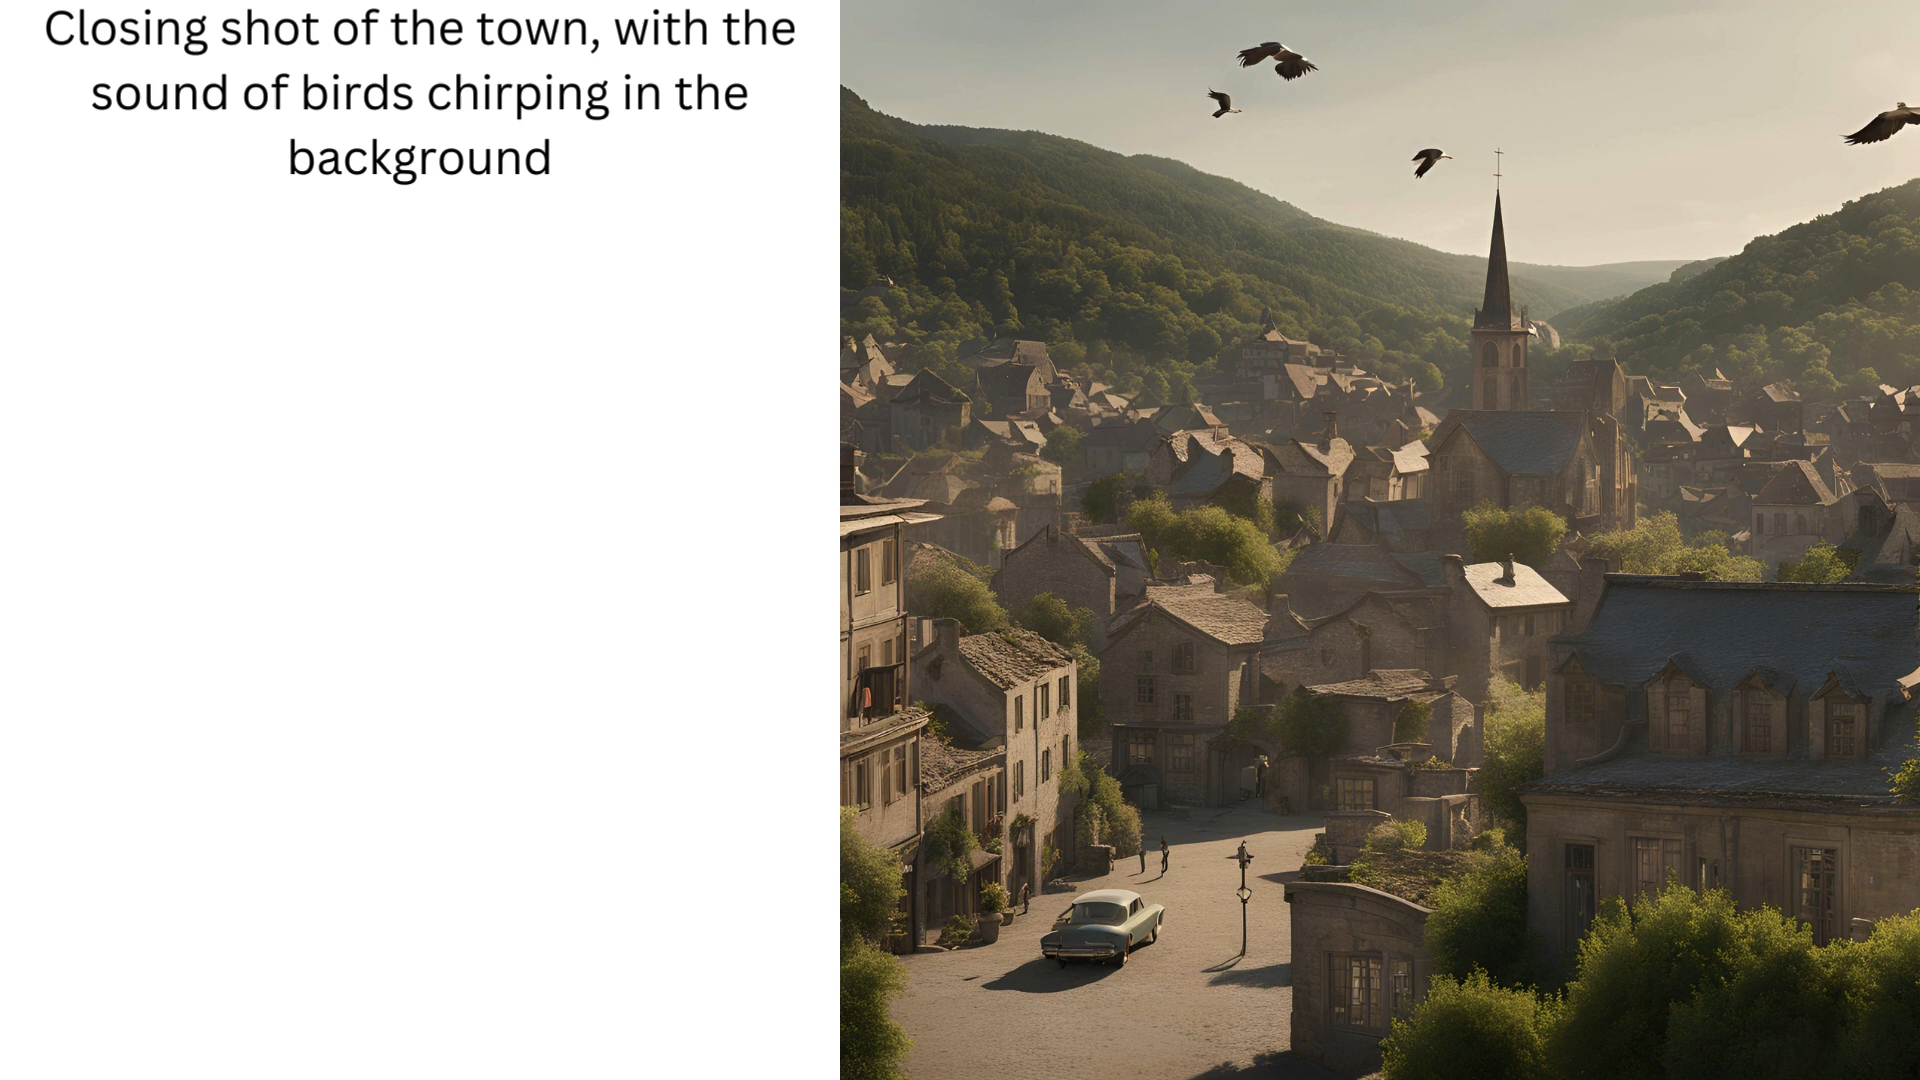 Closing shot of the town, with the
sound of birds chirping in the
background